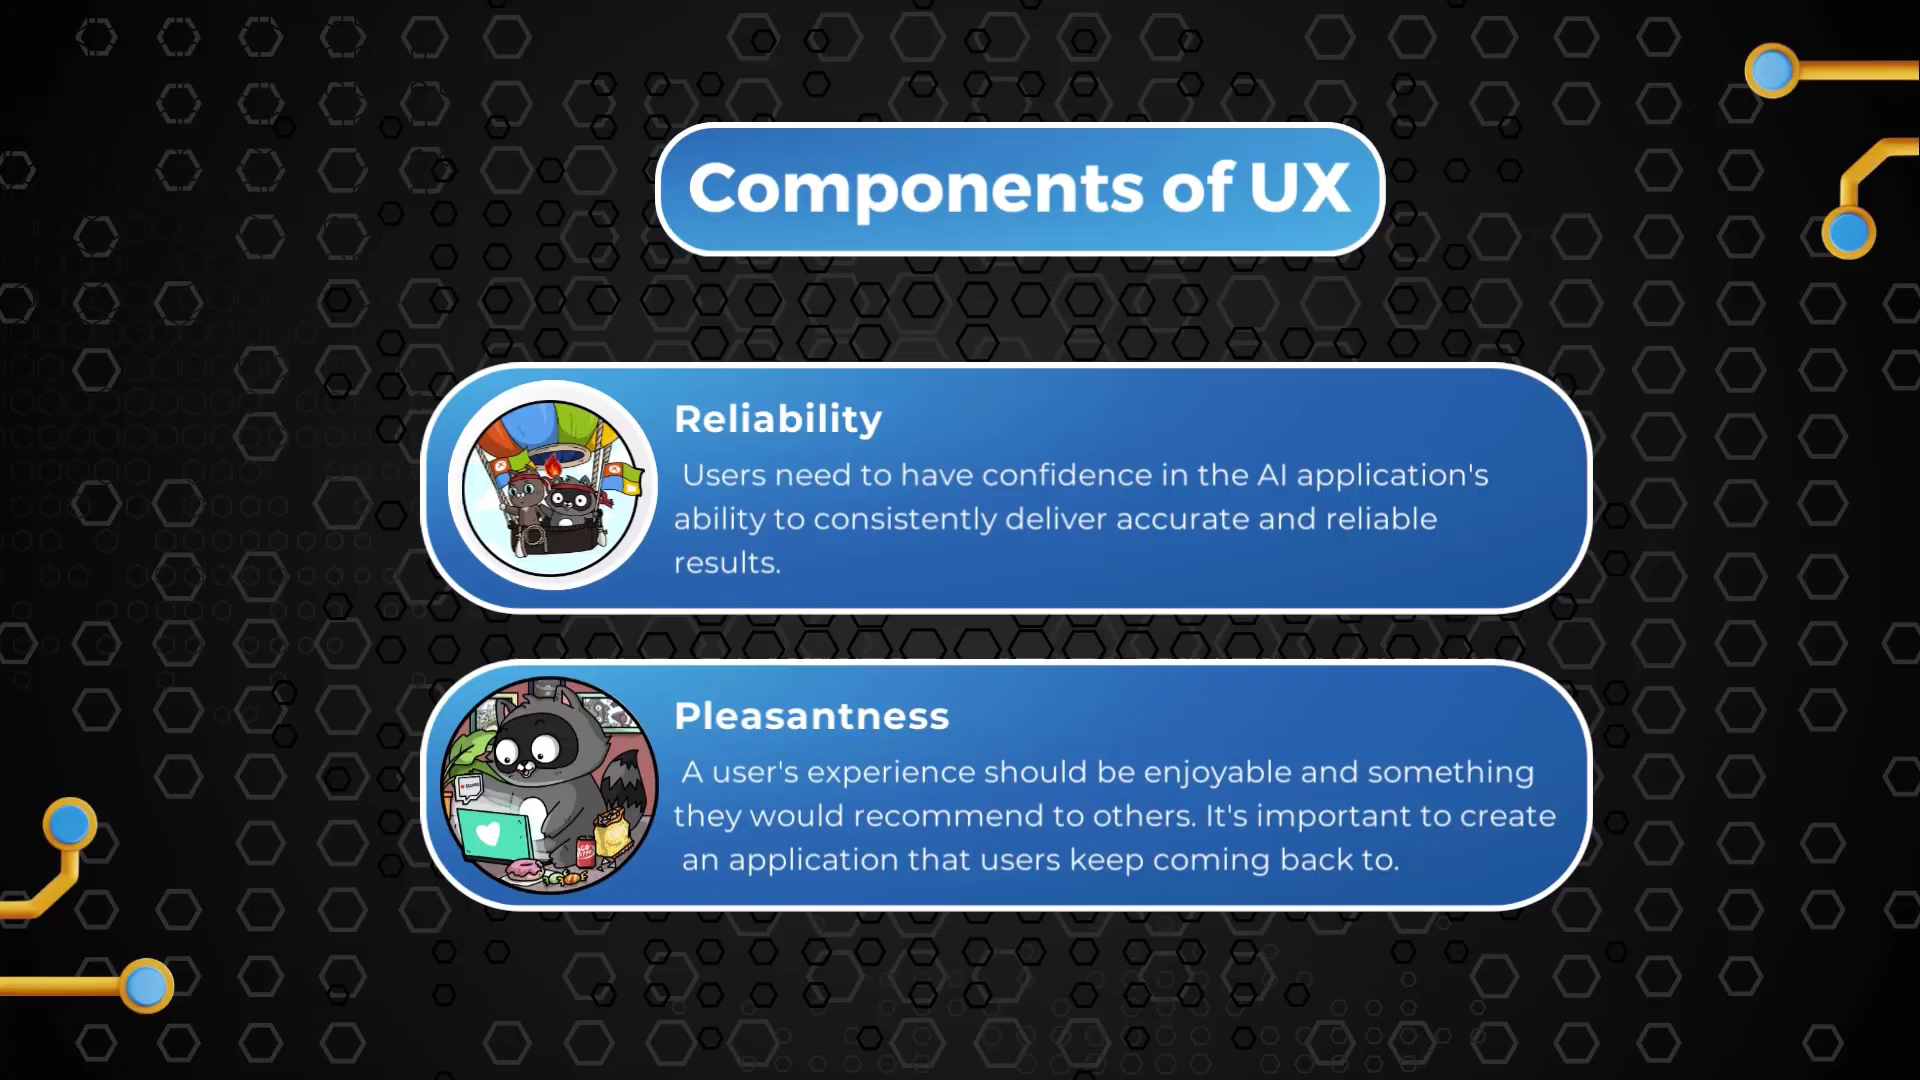 Components of UX
Reliability
Users need to have confidence in the AI application's
ability to consistently deliver accurate and reliable
results.
Pleasantness
A user's experience should be enjoyable and something
they would recommend to others. It's important to create
an application that users keep coming back to.